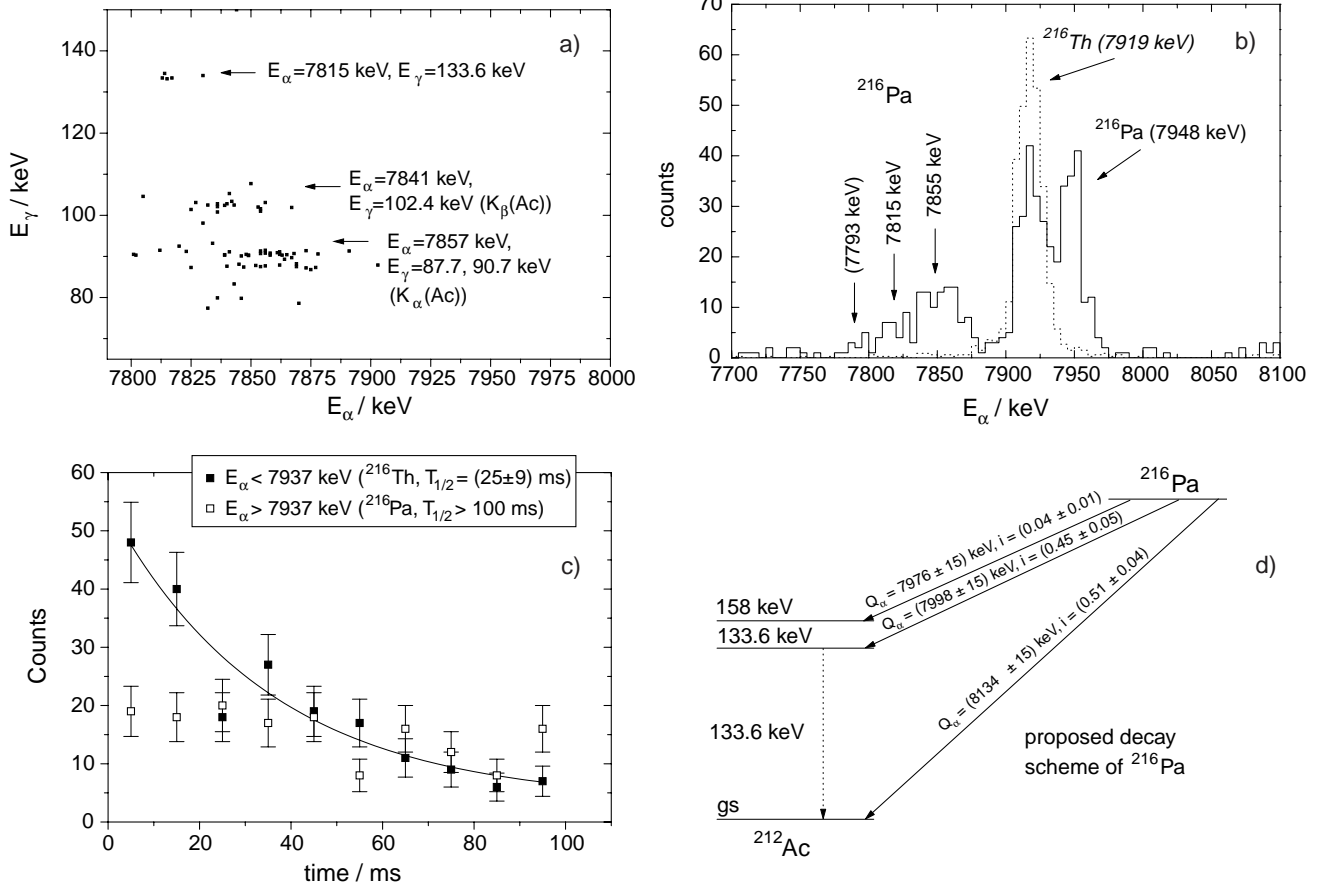 a)
E_α=7815 keV, E_γ=133.6 keV
E_α=7841 keV,
E_γ=102.4 keV (K_β(Ac))
E_α=7857 keV,
E_γ=87.7, 90.7 keV
(K_α(Ac))
E_γ / keV
140
120
100
80
7800 7825 7850 7875 7900 7925 7950 7975 8000
E_α / keV
b)
²¹⁶Th (7919 keV)
²¹⁶Pa
²¹⁶Pa (7948 keV)
(7793 keV)
7815 keV
7855 keV
counts
70
60
50
40
30
20
10
0
7700 7750 7800 7850 7900 7950 8000 8050 8100
E_α / keV
c)
E_α < 7937 keV (²¹⁶Th, T₁/₂ = (25±9) ms)
E_α > 7937 keV (²¹⁶Pa, T₁/₂ > 100 ms)
Counts
60
50
40
30
20
10
0
0 20 40 60 80 100
time / ms
d)
²¹⁶Pa
Q_α = 7976 ± 15) keV, i = (0.04 ± 0.01)
Q_α = (7998 ± 15) keV, i = (0.45 ± 0.05)
Q_α = (8134 ± 15) keV, i = (0.51 ± 0.04)
158 keV
133.6 keV
133.6 keV
gs
²¹²Ac
proposed decay
scheme of ²¹⁶Pa